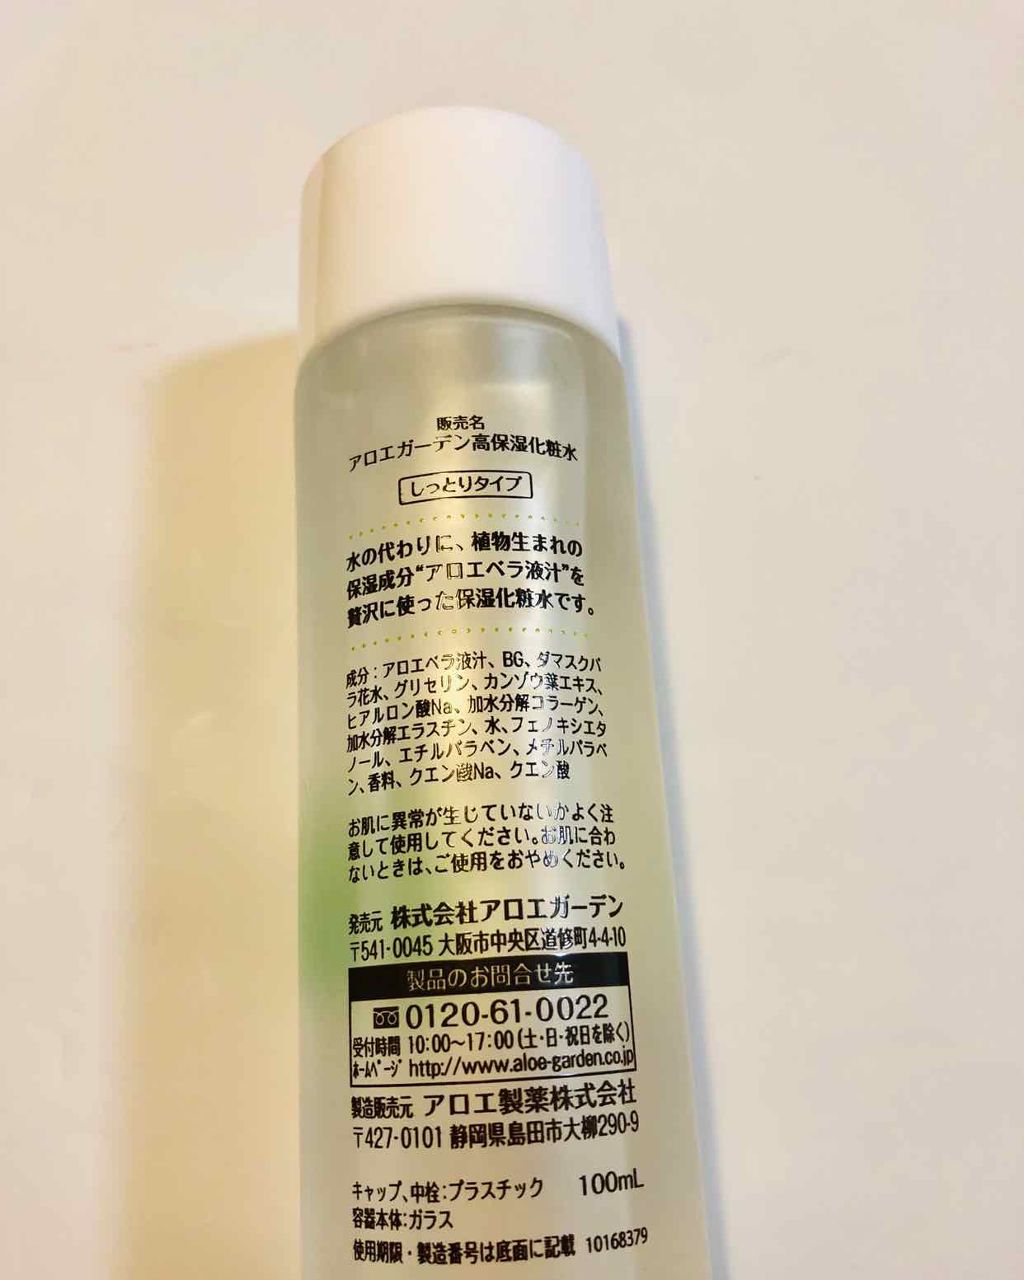 販売名
アロエガーデン高保湿化粧水
しっとりタイプ
水の代わりに、植物生まれの
保湿成分“アロエベラ液汁”を
贅沢に使った保湿化粧水です。
成分：アロエベラ液汁、BG、ダマスクバ
ラ花水、グリセリン、カンゾウ葉エキス、
ヒアルロン酸Na、加水分解コラーゲン、
加水分解エラスチン、水、フェノキシエタ
ノール、エチルパラベン、メチルパラベ
ン、香料、クエン酸Na、クエン酸
お肌に異常が生じていないかよく注
意して使用してください。お肌に合わ
ないときは、ご使用をおやめください。
発売元 株式会社アロエガーデン
〒541-0045 大阪市中央区道修町4-4-10
製品のお問合せ先
0120-61-0022
受付時間 10:00～17:00(土・日・祝日を除く)
ホームページ http://www.aloe-garden.co.jp
製造販売元 アロエ製薬株式会社
〒427-0101 静岡県島田市大柳290-9
キャップ、中栓：プラスチック 100mL
容器本体：ガラス
使用期限・製造番号は底面に記載 10168379